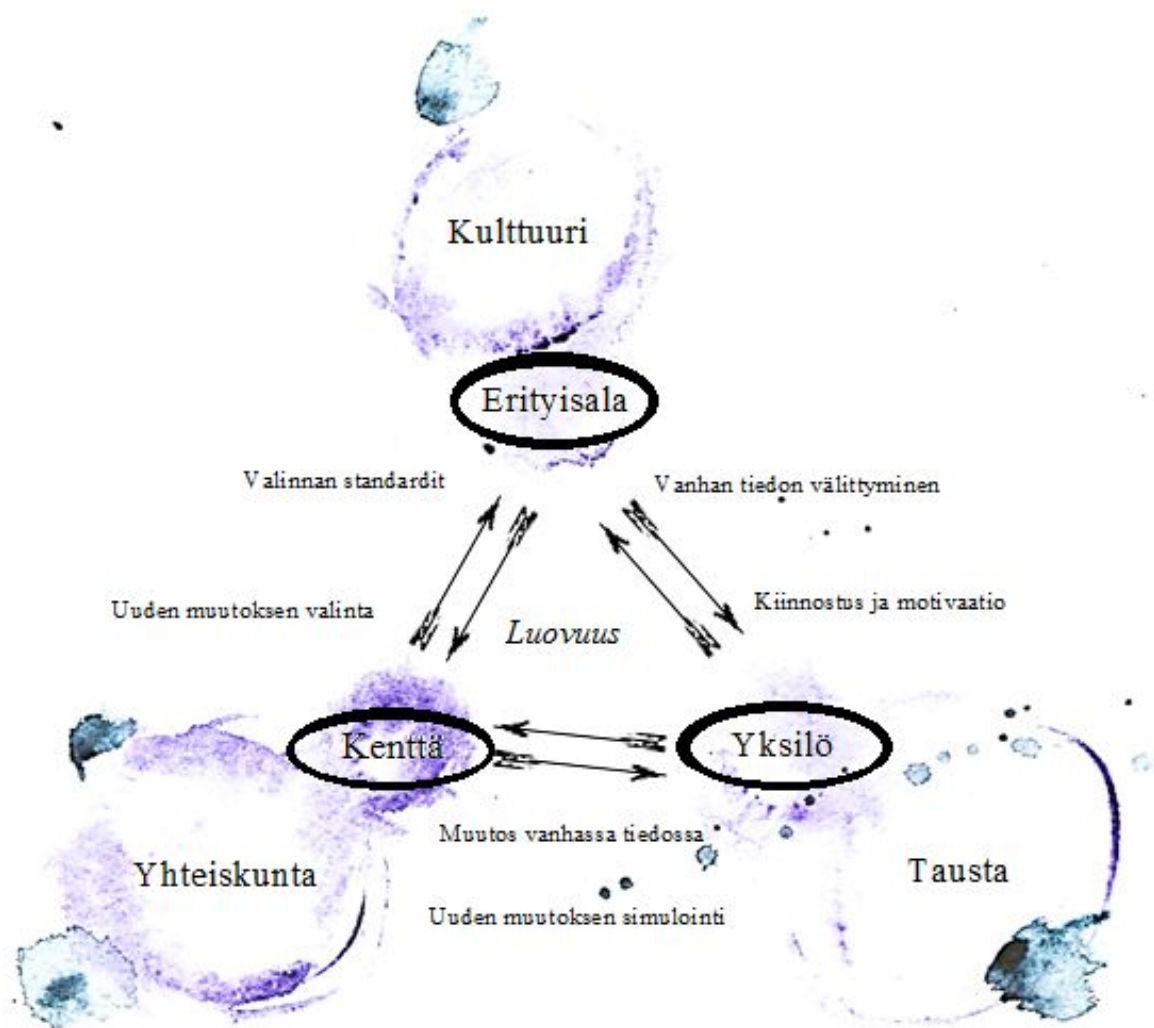 Kulttuuri
Erityisala
Valinnan standardit
Vanhan tiedon välittyminen
Uuden muutoksen valinta
Kiinnostus ja motivaatio
Luovuus
Kenttä
Yksilö
Muutos vanhassa tiedossa
Yhteiskunta
Tausta
Uuden muutoksen simulointi